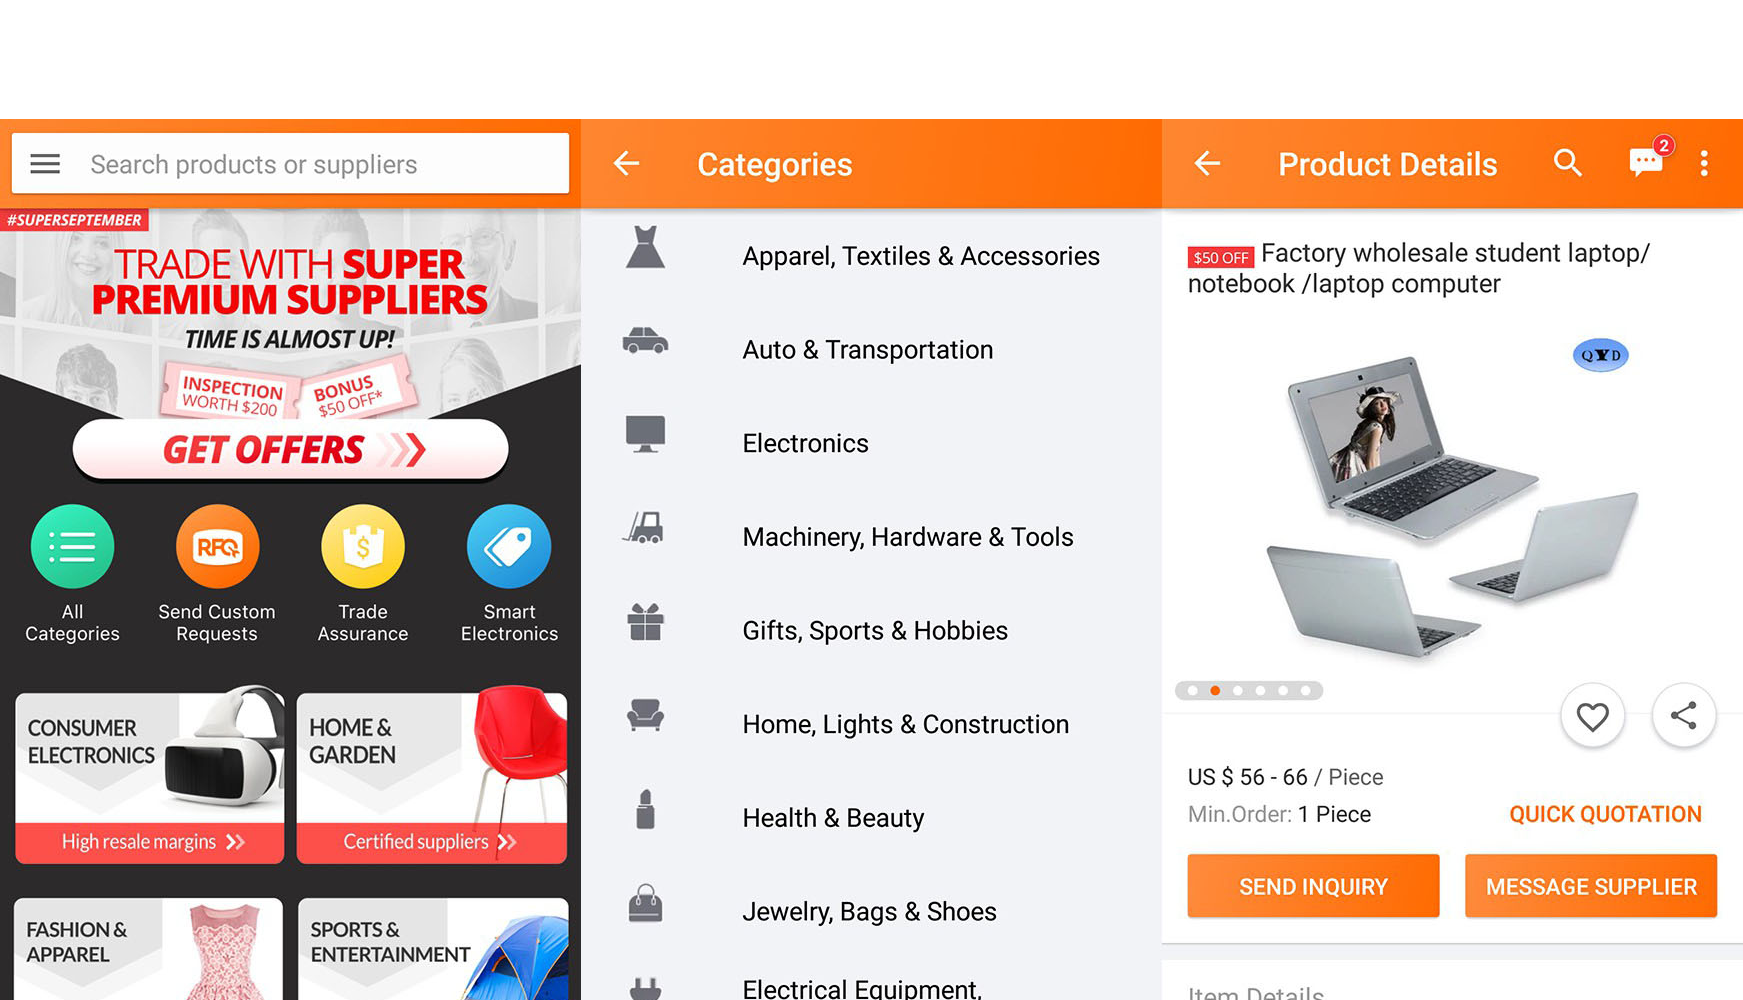 Search products or suppliers
#SUPERSEPTEMBER
TRADE WITH SUPER
PREMIUM SUPPLIERS
TIME IS ALMOST UP!
INSPECTION
WORTH $200
BONUS
$50 OFF*
GET OFFERS
All
Categories
RFQ
Send Custom
Requests
$
Trade
Assurance
Smart
Electronics
CONSUMER
ELECTRONICS
High resale margins
HOME &
GARDEN
Certified suppliers
FASHION &
APPAREL
SPORTS &
ENTERTAINMENT
Categories
Apparel, Textiles & Accessories
Auto & Transportation
Electronics
Machinery, Hardware & Tools
Gifts, Sports & Hobbies
Home, Lights & Construction
Health & Beauty
Jewelry, Bags & Shoes
Electrical Equipment,
Product Details
2
$50 OFF Factory wholesale student laptop/
notebook /laptop computer
QYD
US $ 56 - 66 / Piece
Min.Order: 1 Piece
QUICK QUOTATION
SEND INQUIRY
MESSAGE SUPPLIER
Item Details